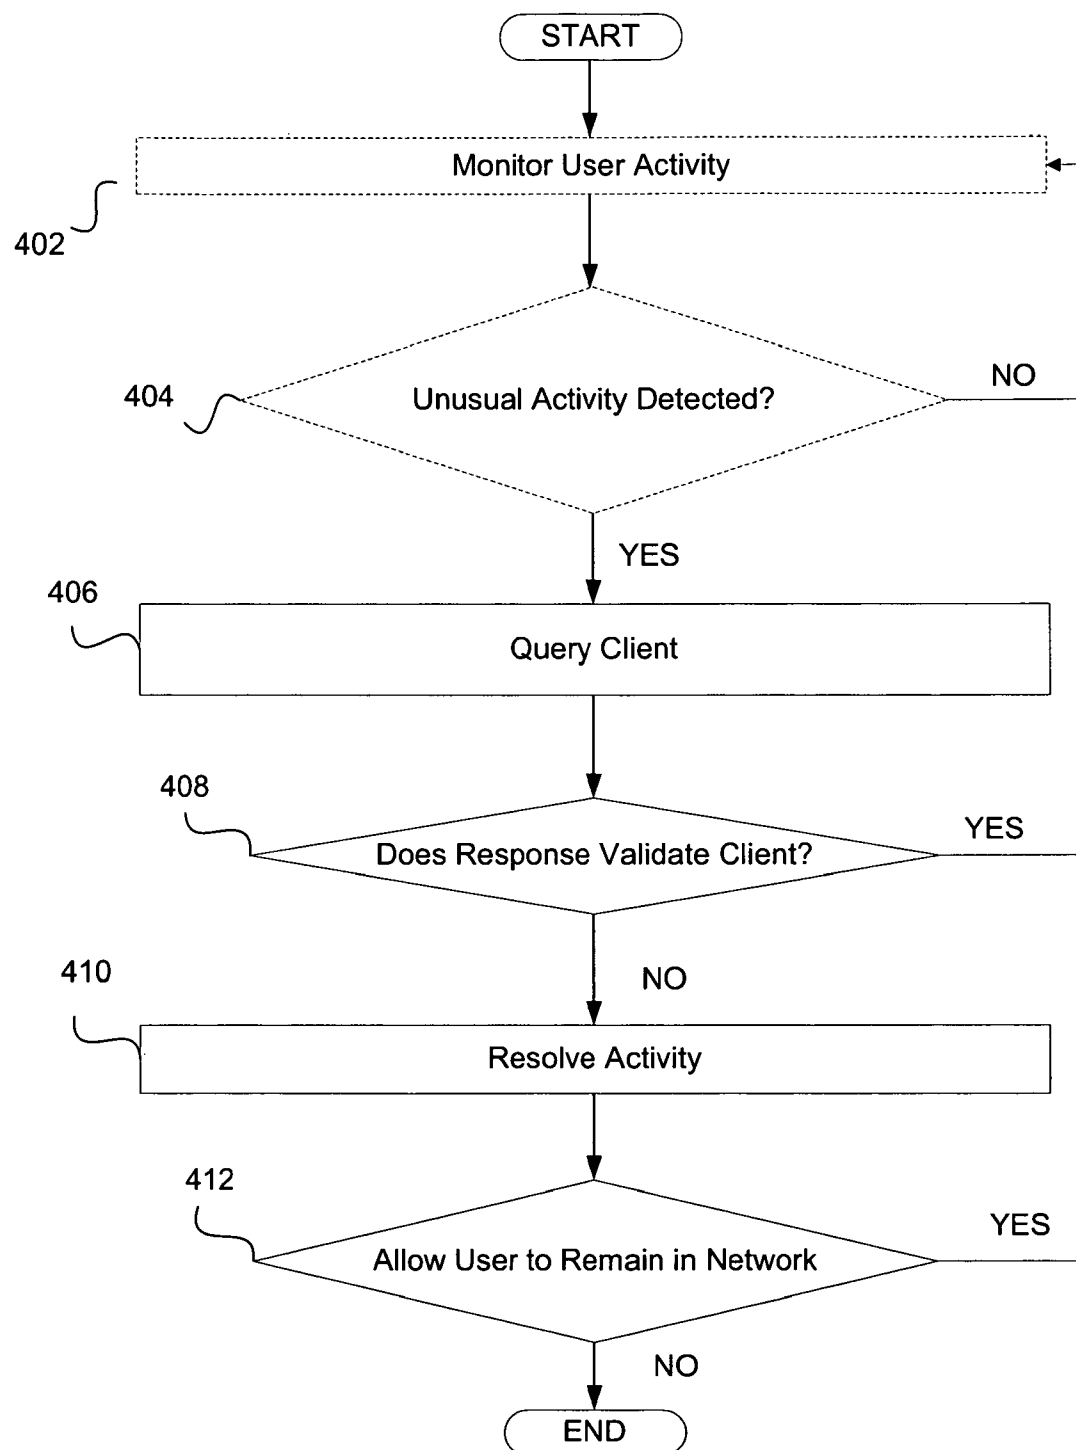 START
Monitor User Activity
402
404
Unusual Activity Detected?
NO
YES
406
Query Client
408
Does Response Validate Client?
YES
NO
410
Resolve Activity
412
Allow User to Remain in Network
YES
NO
END